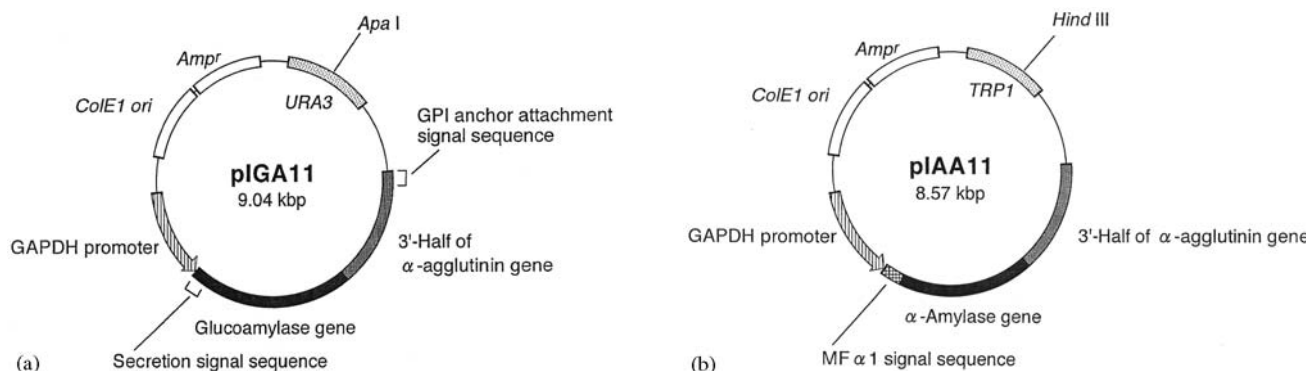 Apa I
Ampr
ColE1 ori
URA3
GPI anchor attachment
signal sequence
pIGA11
9.04 kbp
GAPDH promoter
3'-Half of
α-agglutinin gene
Glucoamylase gene
Secretion signal sequence
(a)
Hind III
Ampr
ColE1 ori
TRP1
pIAA11
8.57 kbp
GAPDH promoter
3'-Half of α-agglutinin gene
α-Amylase gene
MF α1 signal sequence
(b)